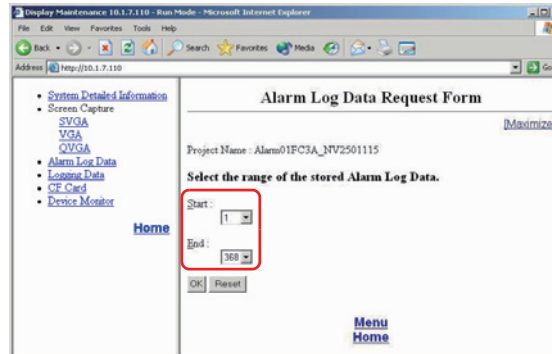 Display Maintenance 10.1.7.110 - Run Mode - Microsoft Internet Explorer
File Edit View Favorites Tools Help
Back Search Favorites Media
Address http://10.1.7.110 Go
System Detailed Information
Screen Capture
SVGA
VGA
QVGA
Alarm Log Data
Logging Data
CF Card
Device Monitor
Home
Alarm Log Data Request Form
[Maximize
Project Name : Alarm01FC3A_NV2501115
Select the range of the stored Alarm Log Data.
Start :
1
End :
368
OK Reset
Menu
Home